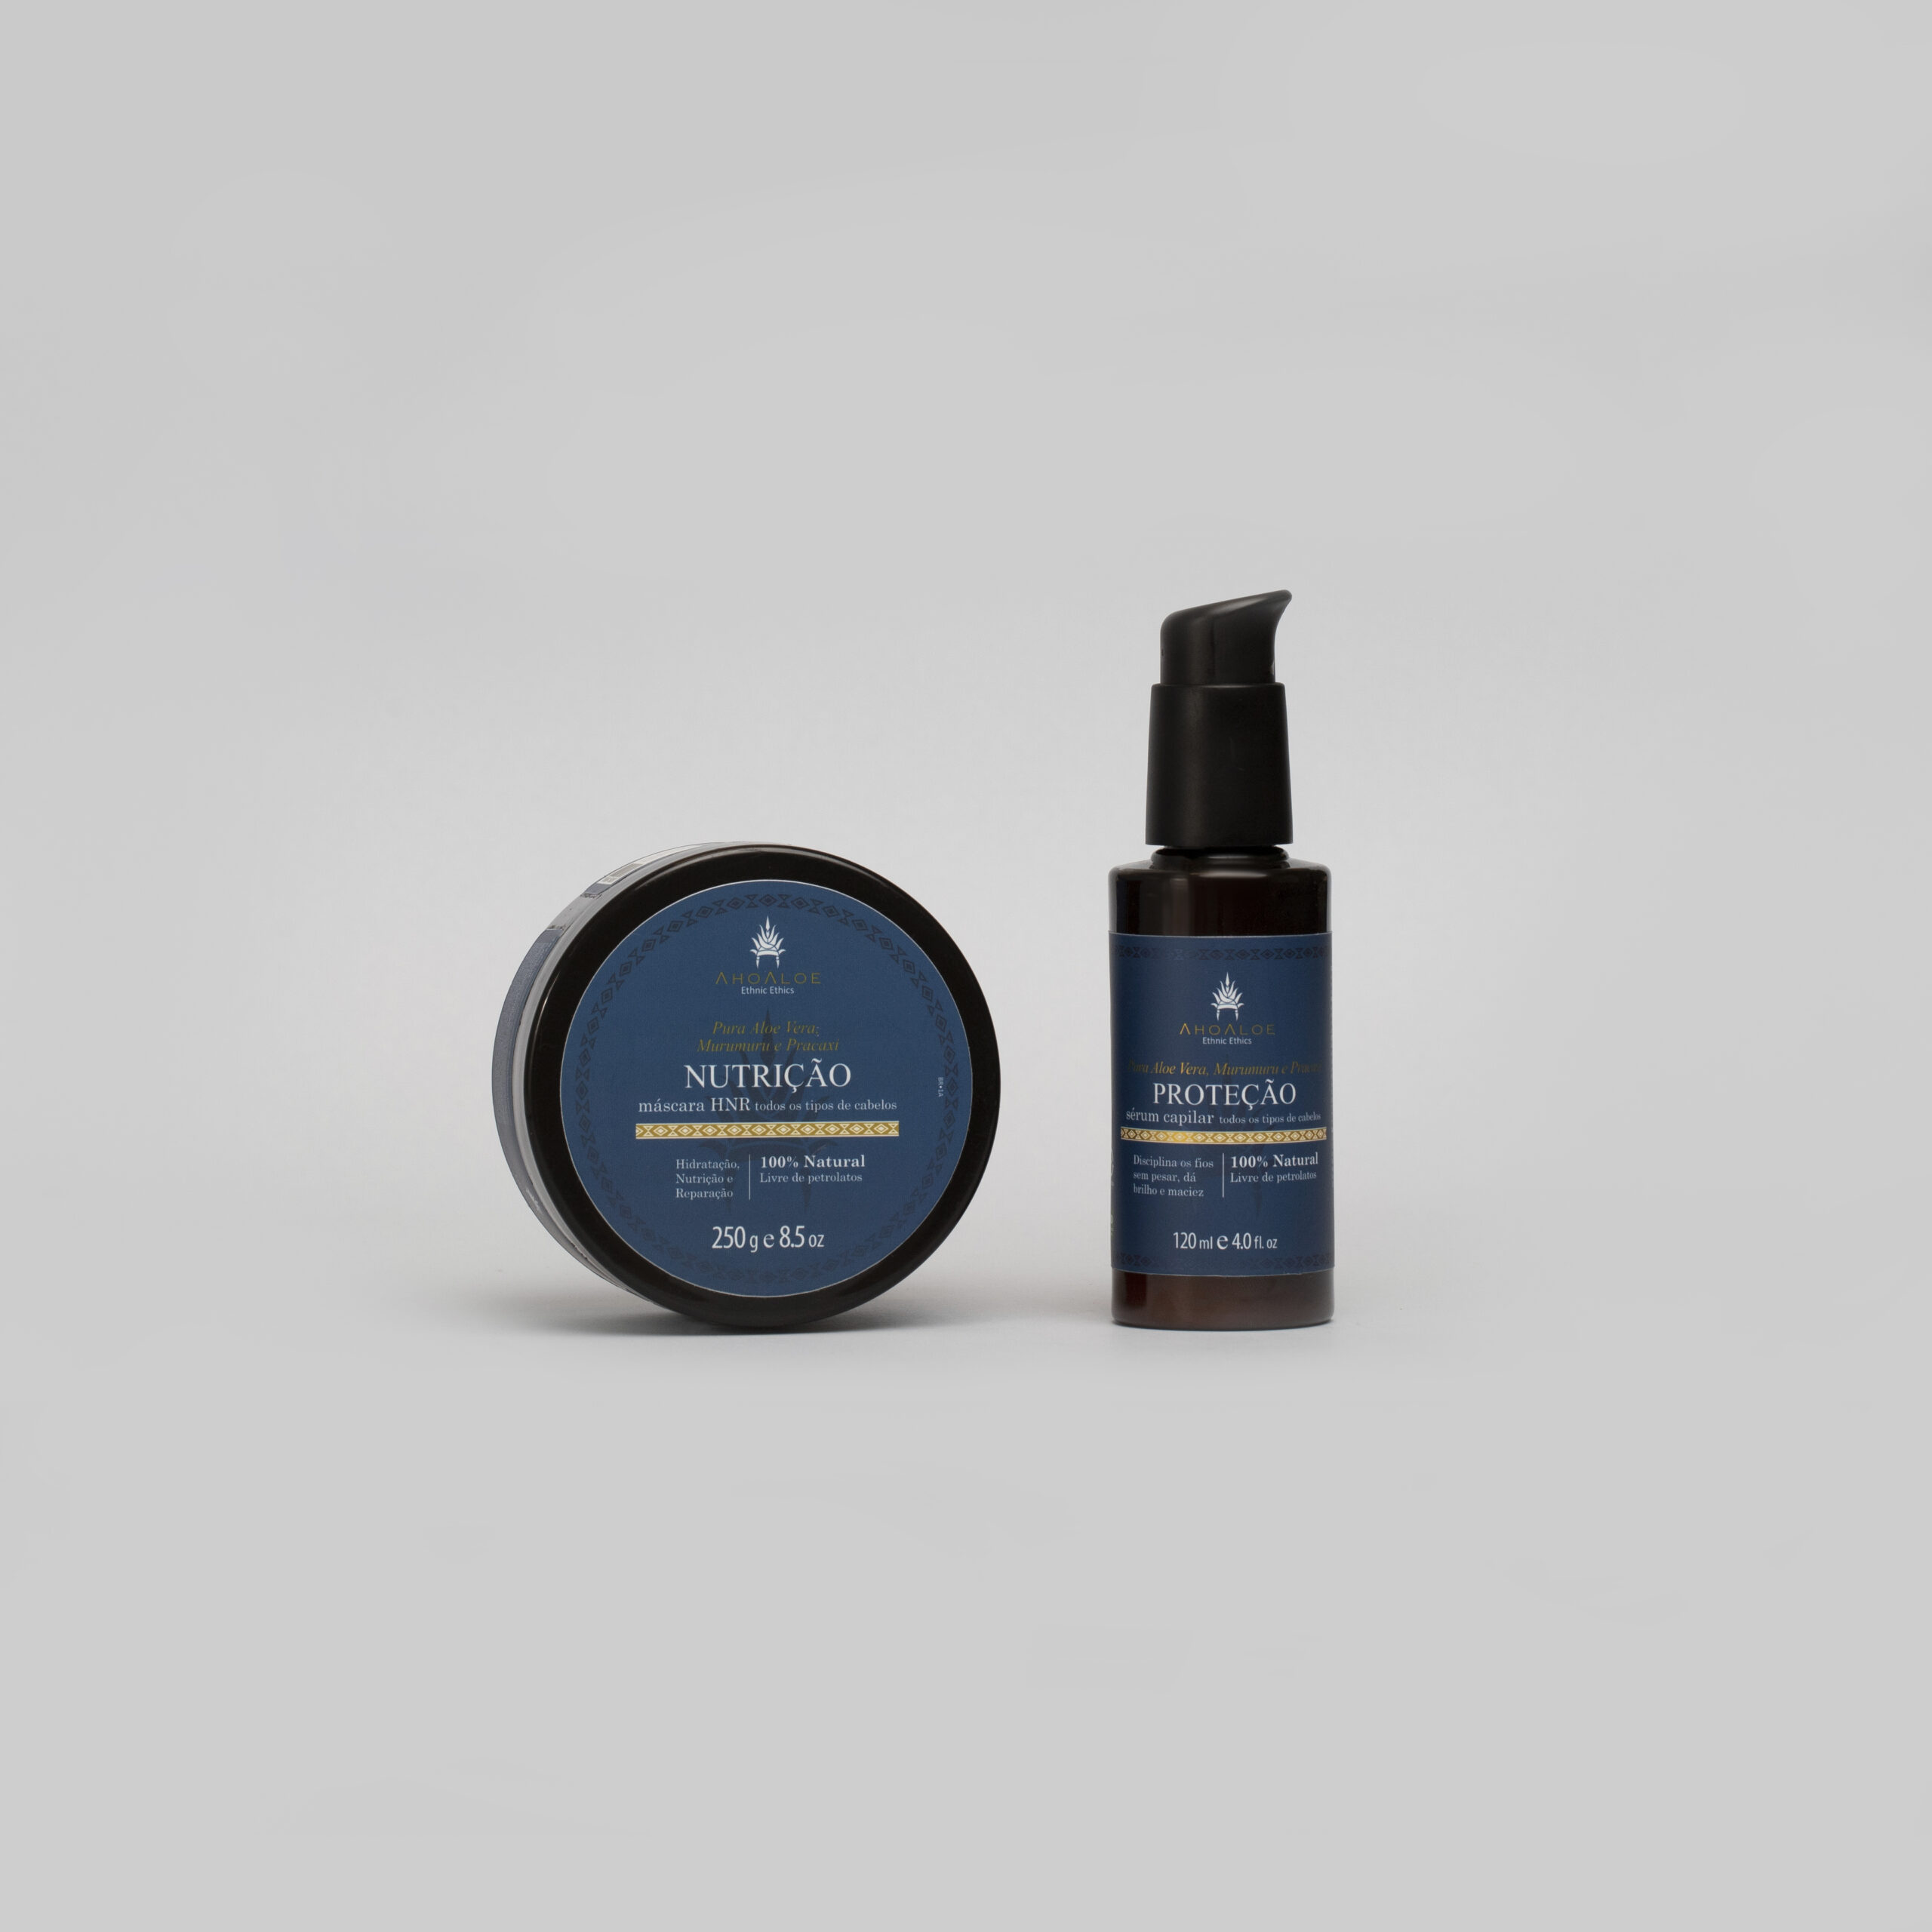 AHOALOE
Ethnic Ethics
Pura Aloe Vera;
Murumuru e Pracaxi
NUTRIÇÃO
máscara HNR todos os tipos de cabelos
Hidratação,
Nutrição e
Reparação
100% Natural
Livre de petrolatos
250 g e 8.5 oz
AHOALOE
Ethnic Ethics
Aloe Vera, Murumuru e
PROTEÇÃO
sérum capilar todos os tipos de cabelos
Disciplina os fios
sem pesar, dá
brilho e maciez
100% Natural
Livre de petrolatos
120 ml e 4.0 fl. oz